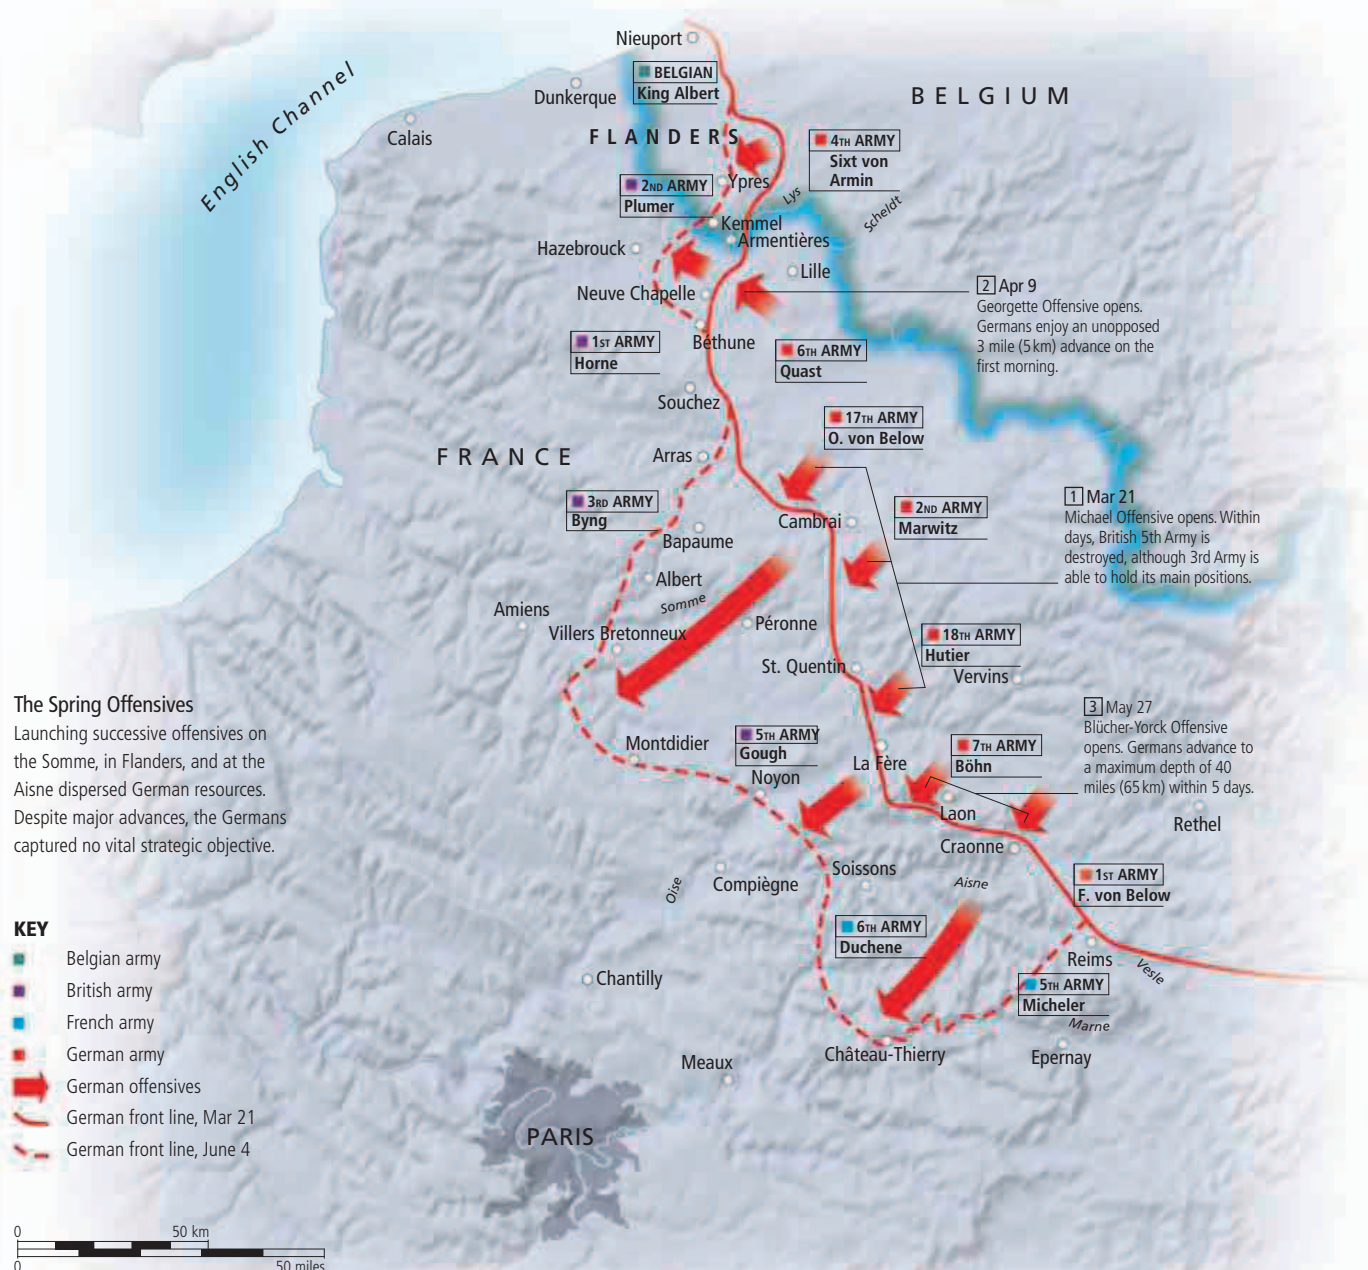 Nieuport
BELGIAN
King Albert
BELGIUM
Dunkerque
English Channel
Calais
FLANDERS
4TH ARMY
Sixt von
Armin
2ND ARMY
Plumer
Ypres
Lys
Scheldt
Kemmel
Armentières
Hazebrouck
Lille
Neuve Chapelle
2 Apr 9
Georgette Offensive opens.
Germans enjoy an unopposed
3 mile (5km) advance on the
first morning.
1ST ARMY
Horne
Béthune
6TH ARMY
Quast
Souchez
17TH ARMY
O. von Below
FRANCE
Arras
3RD ARMY
Byng
Cambrai
2ND ARMY
Marwitz
1 Mar 21
Michael Offensive opens. Within
days, British 5th Army is
destroyed, although 3rd Army is
able to hold its main positions.
Bapaume
Albert
Somme
Amiens
Villers Bretonneux
Péronne
18TH ARMY
Hutier
St. Quentin
Vervins
The Spring Offensives
Launching successive offensives on
the Somme, in Flanders, and at the
Aisne dispersed German resources.
Despite major advances, the Germans
captured no vital strategic objective.
3 May 27
Blücher-Yorck Offensive
opens. Germans advance to
a maximum depth of 40
miles (65km) within 5 days.
5TH ARMY
Gough
Montdidier
Noyon
La Fère
7TH ARMY
Böhn
Laon
Rethel
Craonne
Soissons
Compiègne
Oise
Aisne
1ST ARMY
F. von Below
6TH ARMY
Duchene
Reims
Vesle
Chantilly
5TH ARMY
Micheler
Marne
Château-Thierry
Epernay
Meaux
PARIS
KEY
Belgian army
British army
French army
German army
German offensives
German front line, Mar 21
German front line, June 4
0 50 km
0 50 miles